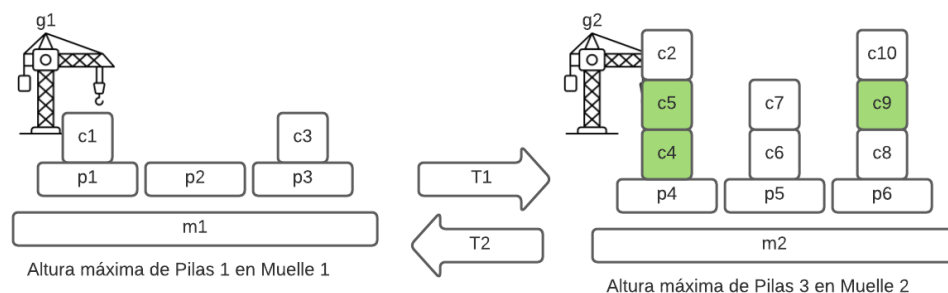 g1
g2
c2
c10
c5
c7
c9
c1
c3
c4
c6
c8
p1
p2
p3
T1
p4
p5
p6
m1
T2
m2
Altura máxima de Pilas 1 en Muelle 1
Altura máxima de Pilas 3 en Muelle 2